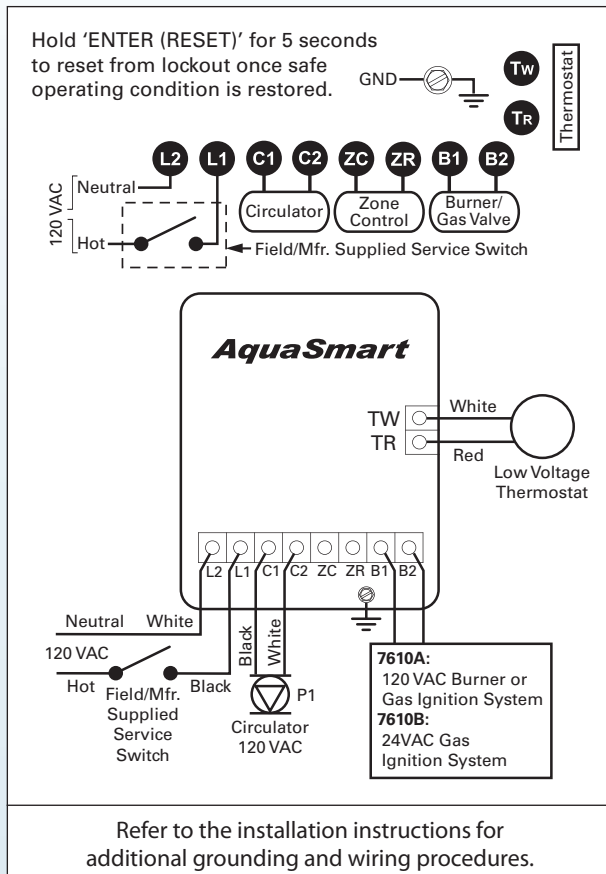 Hold 'ENTER (RESET)' for 5 seconds
to reset from lockout once safe
operating condition is restored.
GND
TW
TR
Thermostat
L2 L1 C1 C2 ZC ZR B1 B2
120 VAC
Neutral
Hot
Circulator
Zone
Control
Burner/
Gas Valve
Field/Mfr. Supplied Service Switch
AquaSmart
TW
TR
White
Red
Low Voltage
Thermostat
L2 L1 C1 C2 ZC ZR B1 B2
Neutral White
120 VAC
Hot
Field/Mfr.
Supplied
Service
Switch
Black
Black
White
P1
Circulator
120 VAC
7610A:
120 VAC Burner or
Gas Ignition System
7610B:
24VAC Gas
Ignition System
Refer to the installation instructions for
additional grounding and wiring procedures.